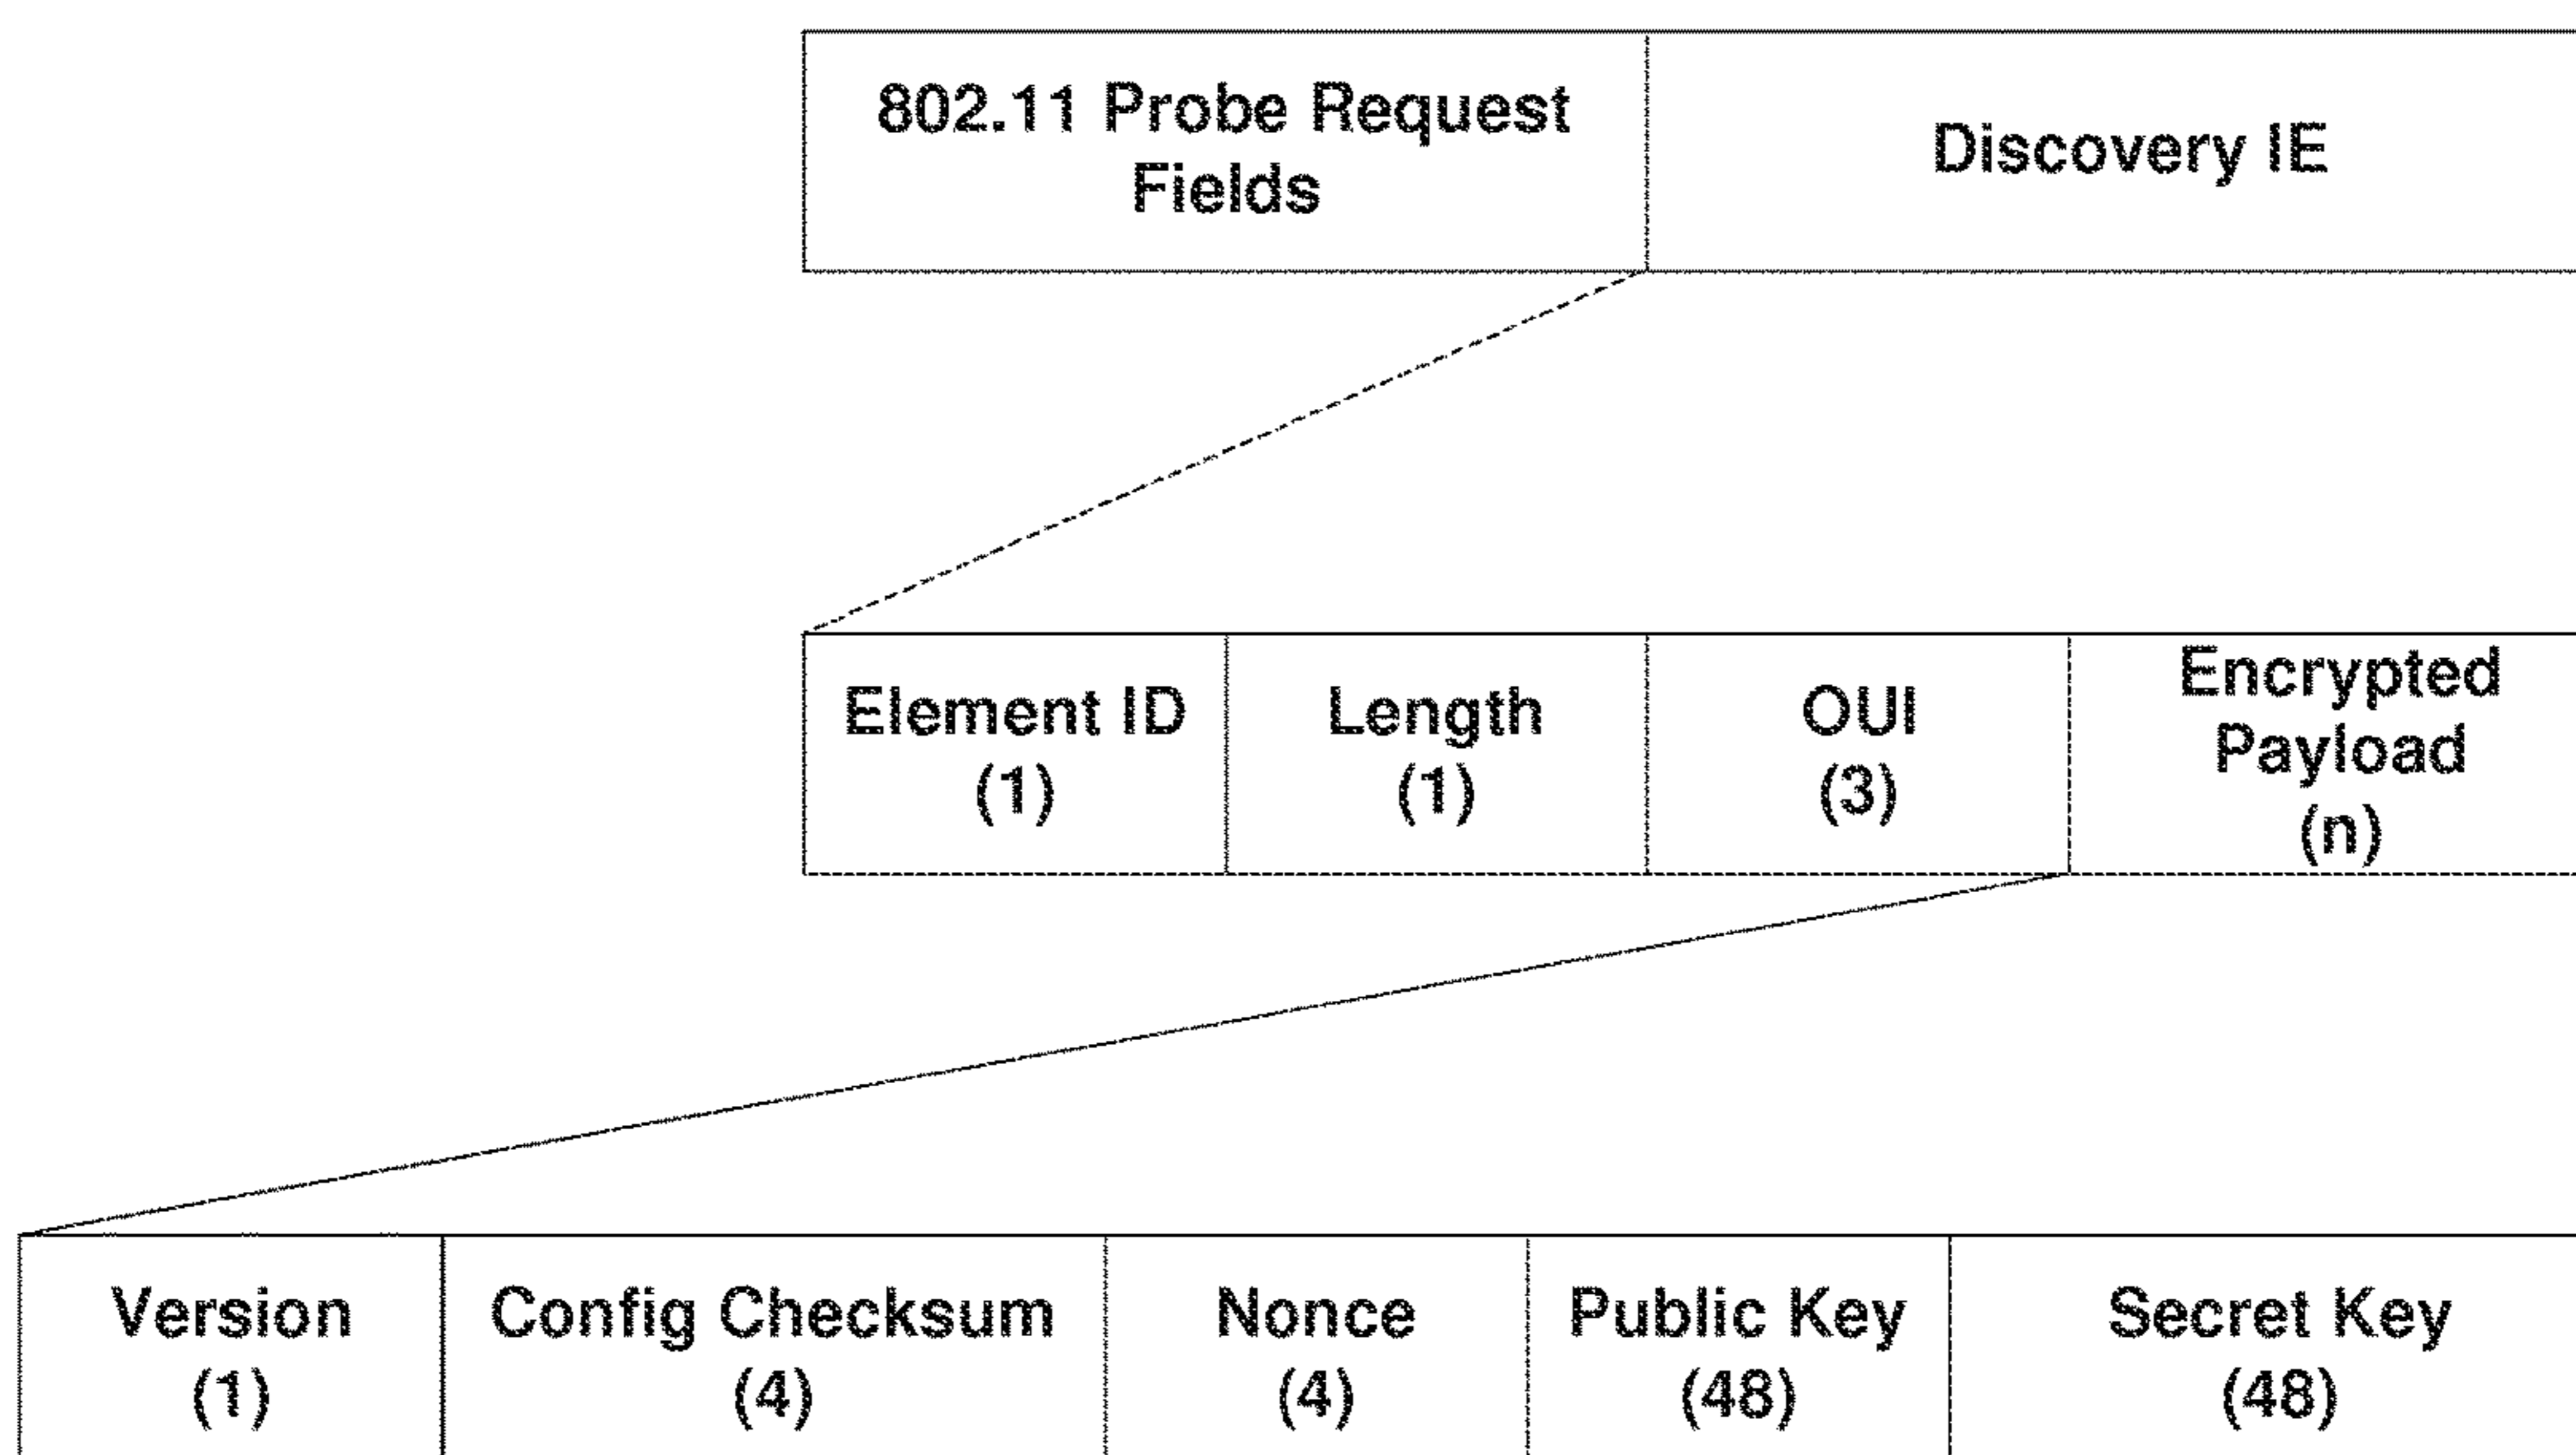 802.11 Probe Request
Fields
Discovery IE
Element ID
(1)
Length
(1)
OUI
(3)
Encrypted
Payload
(n)
Version
(1)
Config Checksum
(4)
Nonce
(4)
Public Key
(48)
Secret Key
(48)